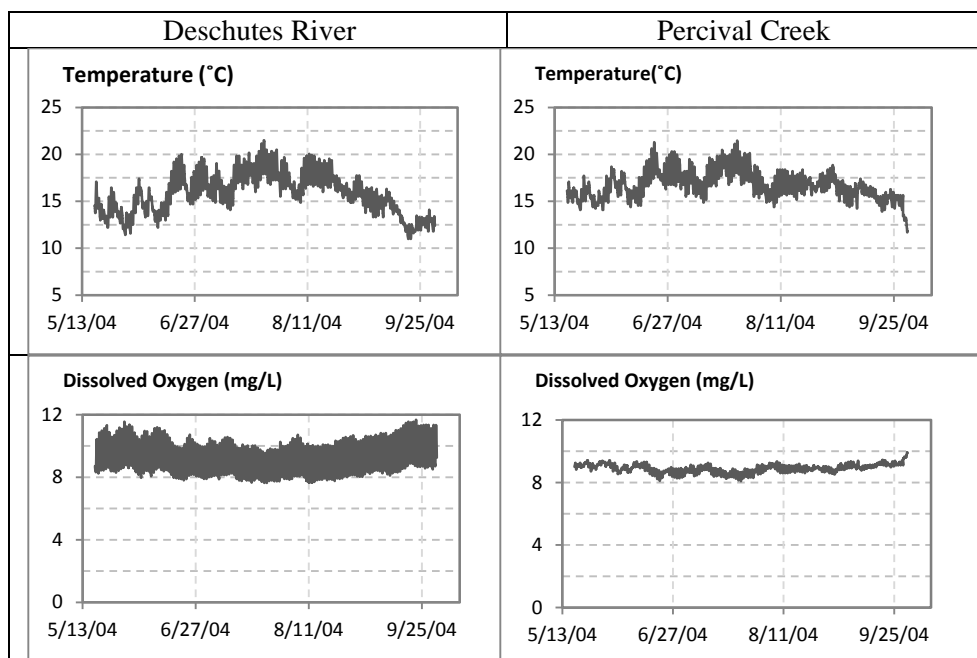 Deschutes River
Percival Creek
Temperature (˚C)
25
20
15
10
5
5/13/04 6/27/04 8/11/04 9/25/04
Temperature(˚C)
25
20
15
10
5
5/13/04 6/27/04 8/11/04 9/25/04
Dissolved Oxygen (mg/L)
12
8
4
0
5/13/04 6/27/04 8/11/04 9/25/04
Dissolved Oxygen (mg/L)
12
8
4
0
5/13/04 6/27/04 8/11/04 9/25/04